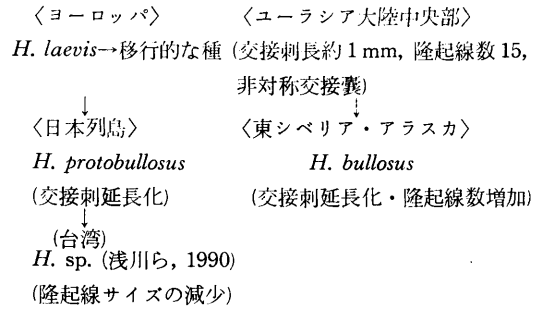 〈ヨーロッパ〉 〈ユーラシア大陸中央部〉
H. laevis→移行的な種 (交接刺長約1mm, 隆起線数15,
非対称交接嚢)
↓ ↓
〈日本列島〉 〈東シベリア・アラスカ〉
H. protobullosus H. bullosus
(交接刺延長化) (交接刺延長化・隆起線数増加)
↓
(台湾)
H. sp. (浅川ら, 1990)
(隆起線サイズの減少)